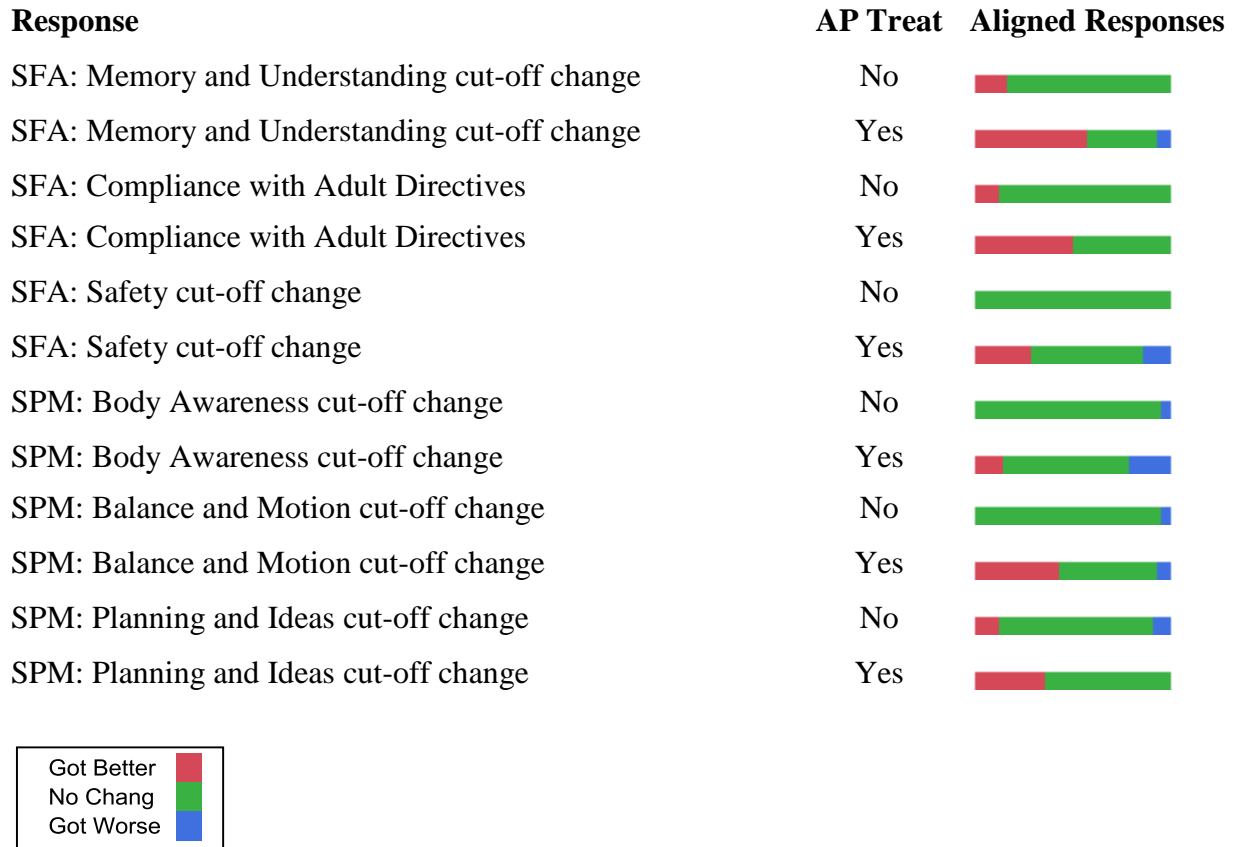 Response AP Treat Aligned Responses
SFA: Memory and Understanding cut-off change No
SFA: Memory and Understanding cut-off change Yes
SFA: Compliance with Adult Directives No
SFA: Compliance with Adult Directives Yes
SFA: Safety cut-off change No
SFA: Safety cut-off change Yes
SPM: Body Awareness cut-off change No
SPM: Body Awareness cut-off change Yes
SPM: Balance and Motion cut-off change No
SPM: Balance and Motion cut-off change Yes
SPM: Planning and Ideas cut-off change No
SPM: Planning and Ideas cut-off change Yes
Got Better
No Chang
Got Worse